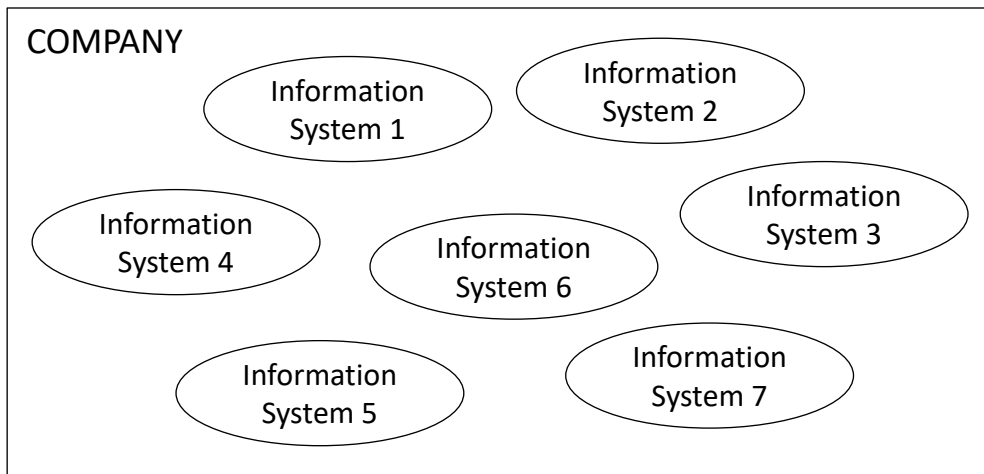 COMPANY
Information
System 1
Information
System 2
Information
System 3
Information
System 4
Information
System 6
Information
System 5
Information
System 7